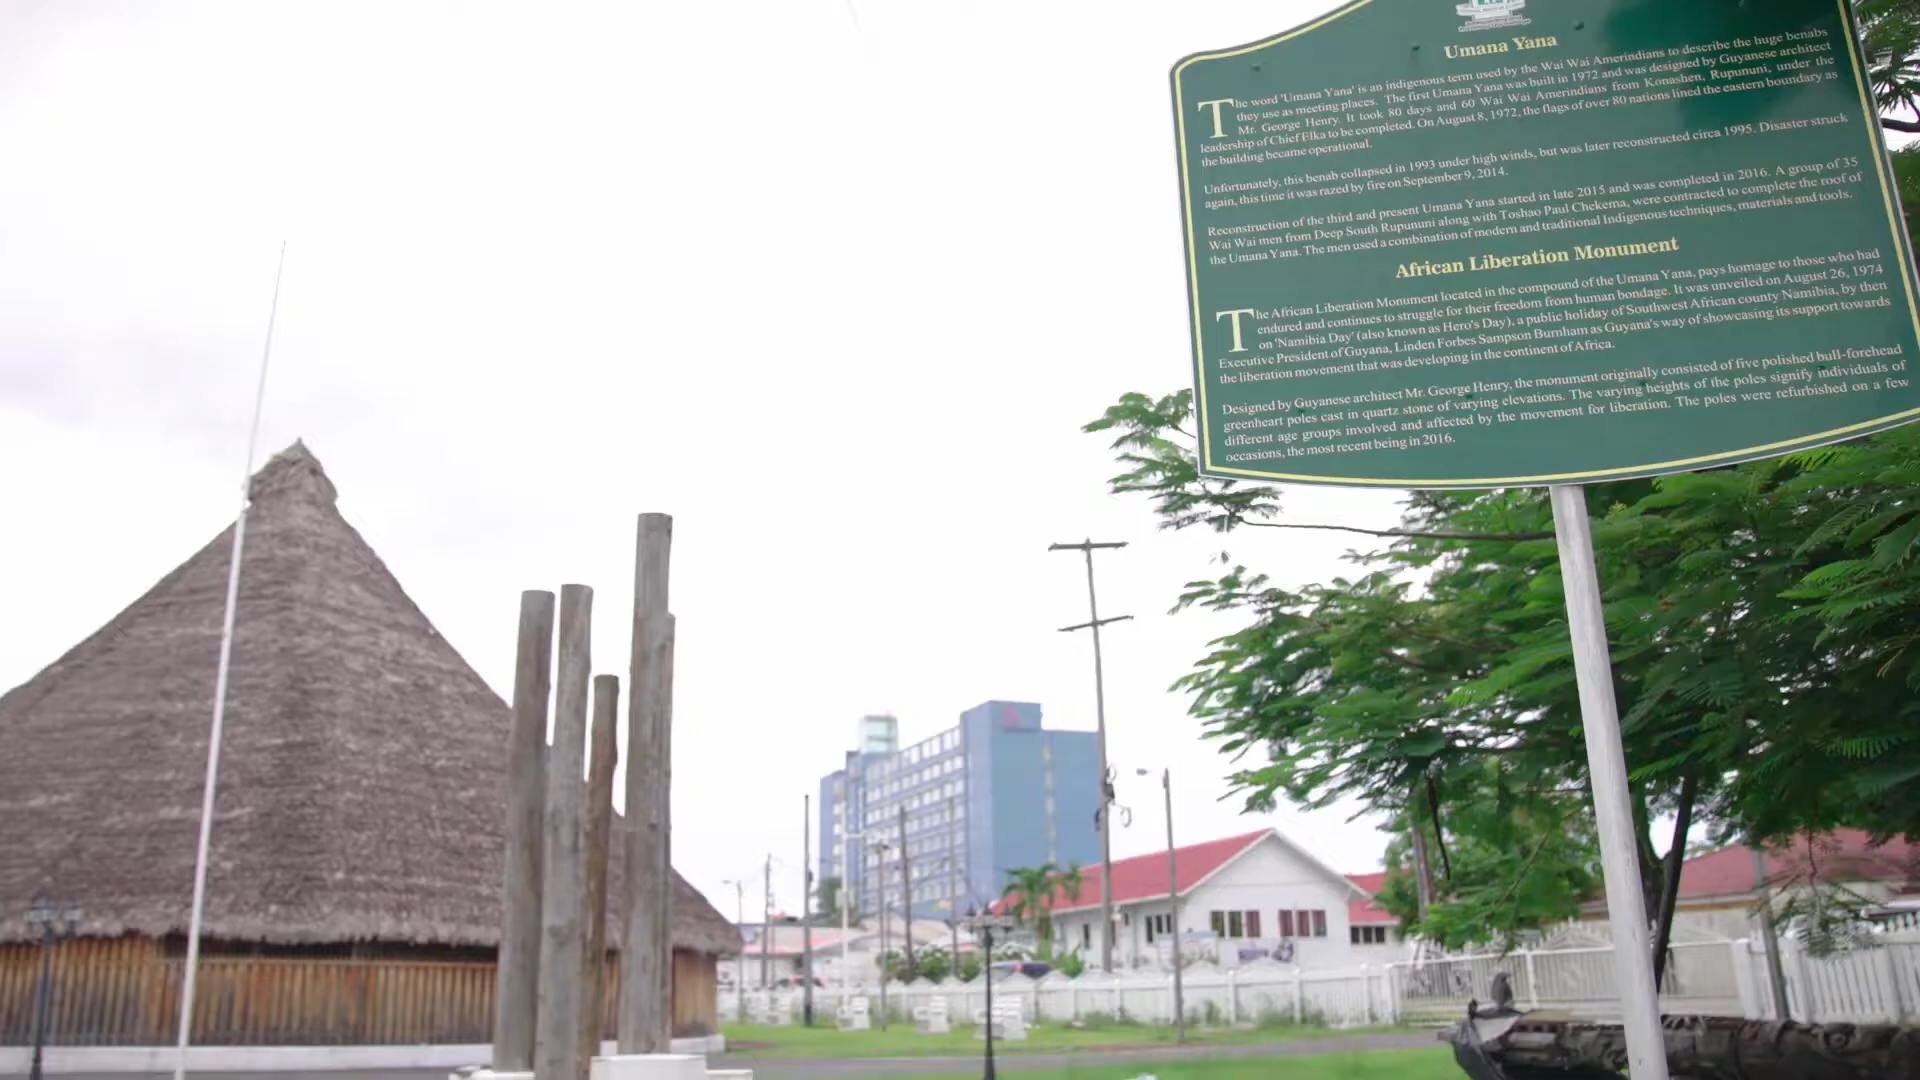 Umana Yana
The word 'Umana Yana' is an indigenous term used by the Wai Wai Amerindians to describe the huge benabs
they use as meeting places. The first Umana Yana was built in 1972 and was designed by Guyanese architect
Mr. George Henry. It took 80 days and 60 Wai Wai Amerindians from Konashen, Rupununi, under the
leadership of Chief Elka to be completed. On August 8, 1972, the flags of over 80 nations lined the eastern boundary as
the building became operational.
Unfortunately, this benab collapsed in 1993 under high winds, but was later reconstructed circa 1995. Disaster struck
again, this time it was razed by fire on September 9, 2014.
Reconstruction of the third and present Umana Yana started in late 2015 and was completed in 2016. A group of 35
Wai Wai men from Deep South Rupununi along with Toshao Paul Chekema, were contracted to complete the roof of
the Umana Yana. The men used a combination of modern and traditional Indigenous techniques, materials and tools.
African Liberation Monument
The African Liberation Monument located in the compound of the Umana Yana, pays homage to those who had
endured and continues to struggle for their freedom from human bondage. It was unveiled on August 26, 1974
on 'Namibia Day' (also known as Hero's Day), a public holiday of Southwest African county Namibia, by then
Executive President of Guyana, Linden Forbes Sampson Burnham as Guyana's way of showcasing its support towards
the liberation movement that was developing in the continent of Africa.
Designed by Guyanese architect Mr. George Henry, the monument originally consisted of five polished bull-forehead
greenheart poles cast in quartz stone of varying elevations. The varying heights of the poles signify individuals of
different age groups involved and affected by the movement for liberation. The poles were refurbished on a few
occasions, the most recent being in 2016.